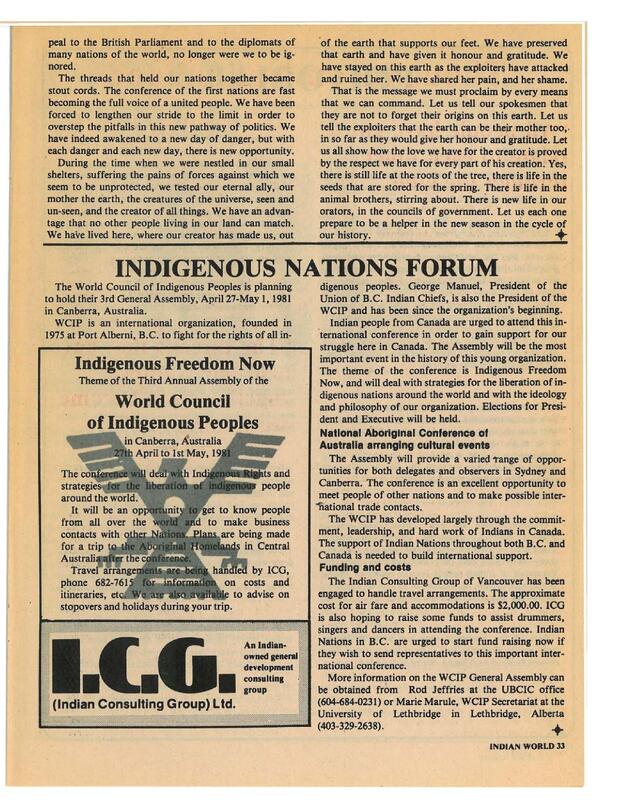 peal to the British Parliament and to the diplomats of
many nations of the world, no longer were we to be ig-
nored.
The threads that held our nations together became
stout cords. The conference of the first nations are fast
becoming the full voice of a united people. We have been
forced to lengthen our stride to the limit in order to
overstep the pitfalls in this new pathway of politics. We
have indeed awakened to a new day of danger, but with
each danger and each new day, there is new opportunity.
During the time when we were nestled in our small
shelters, suffering the pains of forces against which we
seem to be unprotected, we tested our eternal ally, our
mother the earth, the creatures of the universe, seen and
un-seen, and the creator of all things. We have an advan-
tage that no other people living in our land can match.
We have lived here, where our creator has made us, out
of the earth that supports our feet. We have preserved
that earth and have given it honour and gratitude. We
have stayed on this earth as the exploiters have attacked
and ruined her. We have shared her pain, and her shame.
That is the message we must proclaim by every means
that we can command. Let us tell our spokesmen that
they are not to forget their origins on this earth. Let us
tell the exploiters that the earth can be their mother too,
in so far as they would give her honour and gratitude. Let
us all show how the love we have for the creator is proved
by the respect we have for every part of his creation. Yes,
there is still life at the roots of the tree, there is life in the
seeds that are stored for the spring. There is life in the
animal brothers, stirring about. There is new life in our
orators, in the councils of government. Let us each one
prepare to be a helper in the new season in the cycle of
our history.
INDIGENOUS NATIONS FORUM
The World Council of Indigenous Peoples is planning
to hold their 3rd General Assembly, April 27-May 1, 1981
in Canberra, Australia.
WCIP is an international organization, founded in
1975 at Port Alberni, B.C. to fight for the rights of all in-
digenous peoples. George Manuel, President of the
Union of B.C. Indian Chiefs, is also the President of the
WCIP and has been since the organization's beginning.
Indian people from Canada are urged to attend this in-
ternational conference in order to gain support for our
struggle here in Canada. The Assembly will be the most
important event in the history of this young organization.
The theme of the conference is Indigenous Freedom
Now, and will deal with strategies for the liberation of in-
digenous nations around the world and with the ideology
and philosophy of our organization. Elections for Presi-
dent and Executive will be held.
National Aboriginal Conference of
Australia arranging cultural events
The Assembly will provide a varied range of oppor-
tunities for both delegates and observers in Sydney and
Canberra. The conference is an excellent opportunity to
meet people of other nations and to make possible inter-
national trade contacts.
The WCIP has developed largely through the commit-
ment, leadership, and hard work of Indians in Canada.
The support of Indian Nations throughout both B.C. and
Canada is needed to build international support.
Funding and costs
The Indian Consulting Group of Vancouver has been
engaged to handle travel arrangements. The approximate
cost for air fare and accommodations is $2,000.00. ICG
is also hoping to raise some funds to assist drummers,
singers and dancers in attending the conference. Indian
Nations in B.C. are urged to start fund raising now if
they wish to send representatives to this important inter-
national conference.
More information on the WCIP General Assembly can
be obtained from Rod Jeffries at the UBCIC office
(604-684-0231) or Marie Marule, WCIP Secretariat at the
University of Lethbridge in Lethbridge, Alberta
(403-329-2638).
Indigenous Freedom Now
Theme of the Third Annual Assembly of the
World Council
of Indigenous Peoples
in Canberra, Australia
27th April to 1st May, 1981
The conference will deal with Indigenous Rights and
strategies for the liberation of indigenous people
around the world.
It will be an opportunity to get to know people
from all over the world and to make business
contacts with other Nations. Plans are being made
for a trip to the Aboriginal Homelands in Central
Australia after the conference.
Travel arrangements are being handled by ICG,
phone 682-7615 for information on costs and
itineraries, etc. We are also available to advise on
stopovers and holidays during your trip.
I.C.G.
(Indian Consulting Group) Ltd.
An Indian-
owned general
development
consulting
group
INDIAN WORLD 33